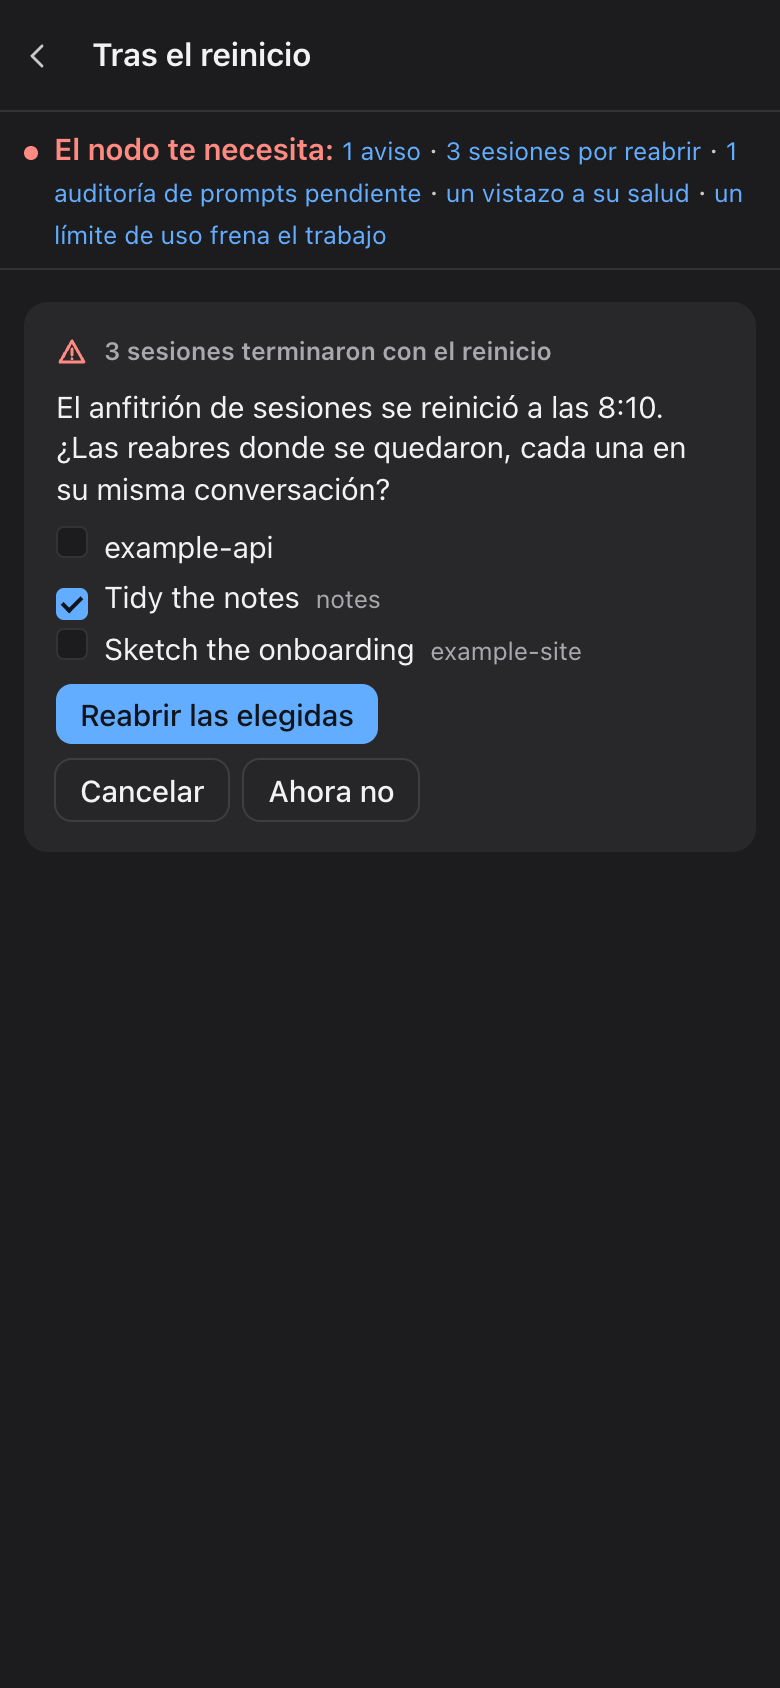 Tras el reinicio
El nodo te necesita: 1 aviso · 3 sesiones por reabrir · 1
auditoría de prompts pendiente · un vistazo a su salud · un
límite de uso frena el trabajo
3 sesiones terminaron con el reinicio
El anfitrión de sesiones se reinició a las 8:10.
¿Las reabres donde se quedaron, cada una en
su misma conversación?
example-api
Tidy the notes notes
Sketch the onboarding example-site
Reabrir las elegidas
Cancelar Ahora no